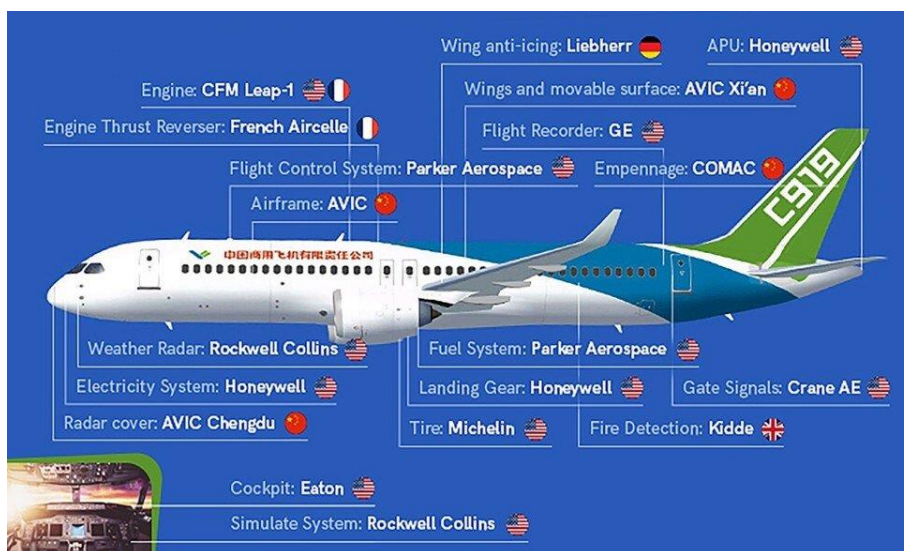 Wing anti-icing: Liebherr
APU: Honeywell
Engine: CFM Leap-1
Wings and movable surface: AVIC Xi’an
Engine Thrust Reverser: French Aircelle
Flight Recorder: GE
Flight Control System: Parker Aerospace
Empennage: COMAC
Airframe: AVIC
C919
中国商用飞机有限责任公司
Weather Radar: Rockwell Collins
Fuel System: Parker Aerospace
Electricity System: Honeywell
Landing Gear: Honeywell
Gate Signals: Crane AE
Radar cover: AVIC Chengdu
Tire: Michelin
Fire Detection: Kidde
Cockpit: Eaton
Simulate System: Rockwell Collins